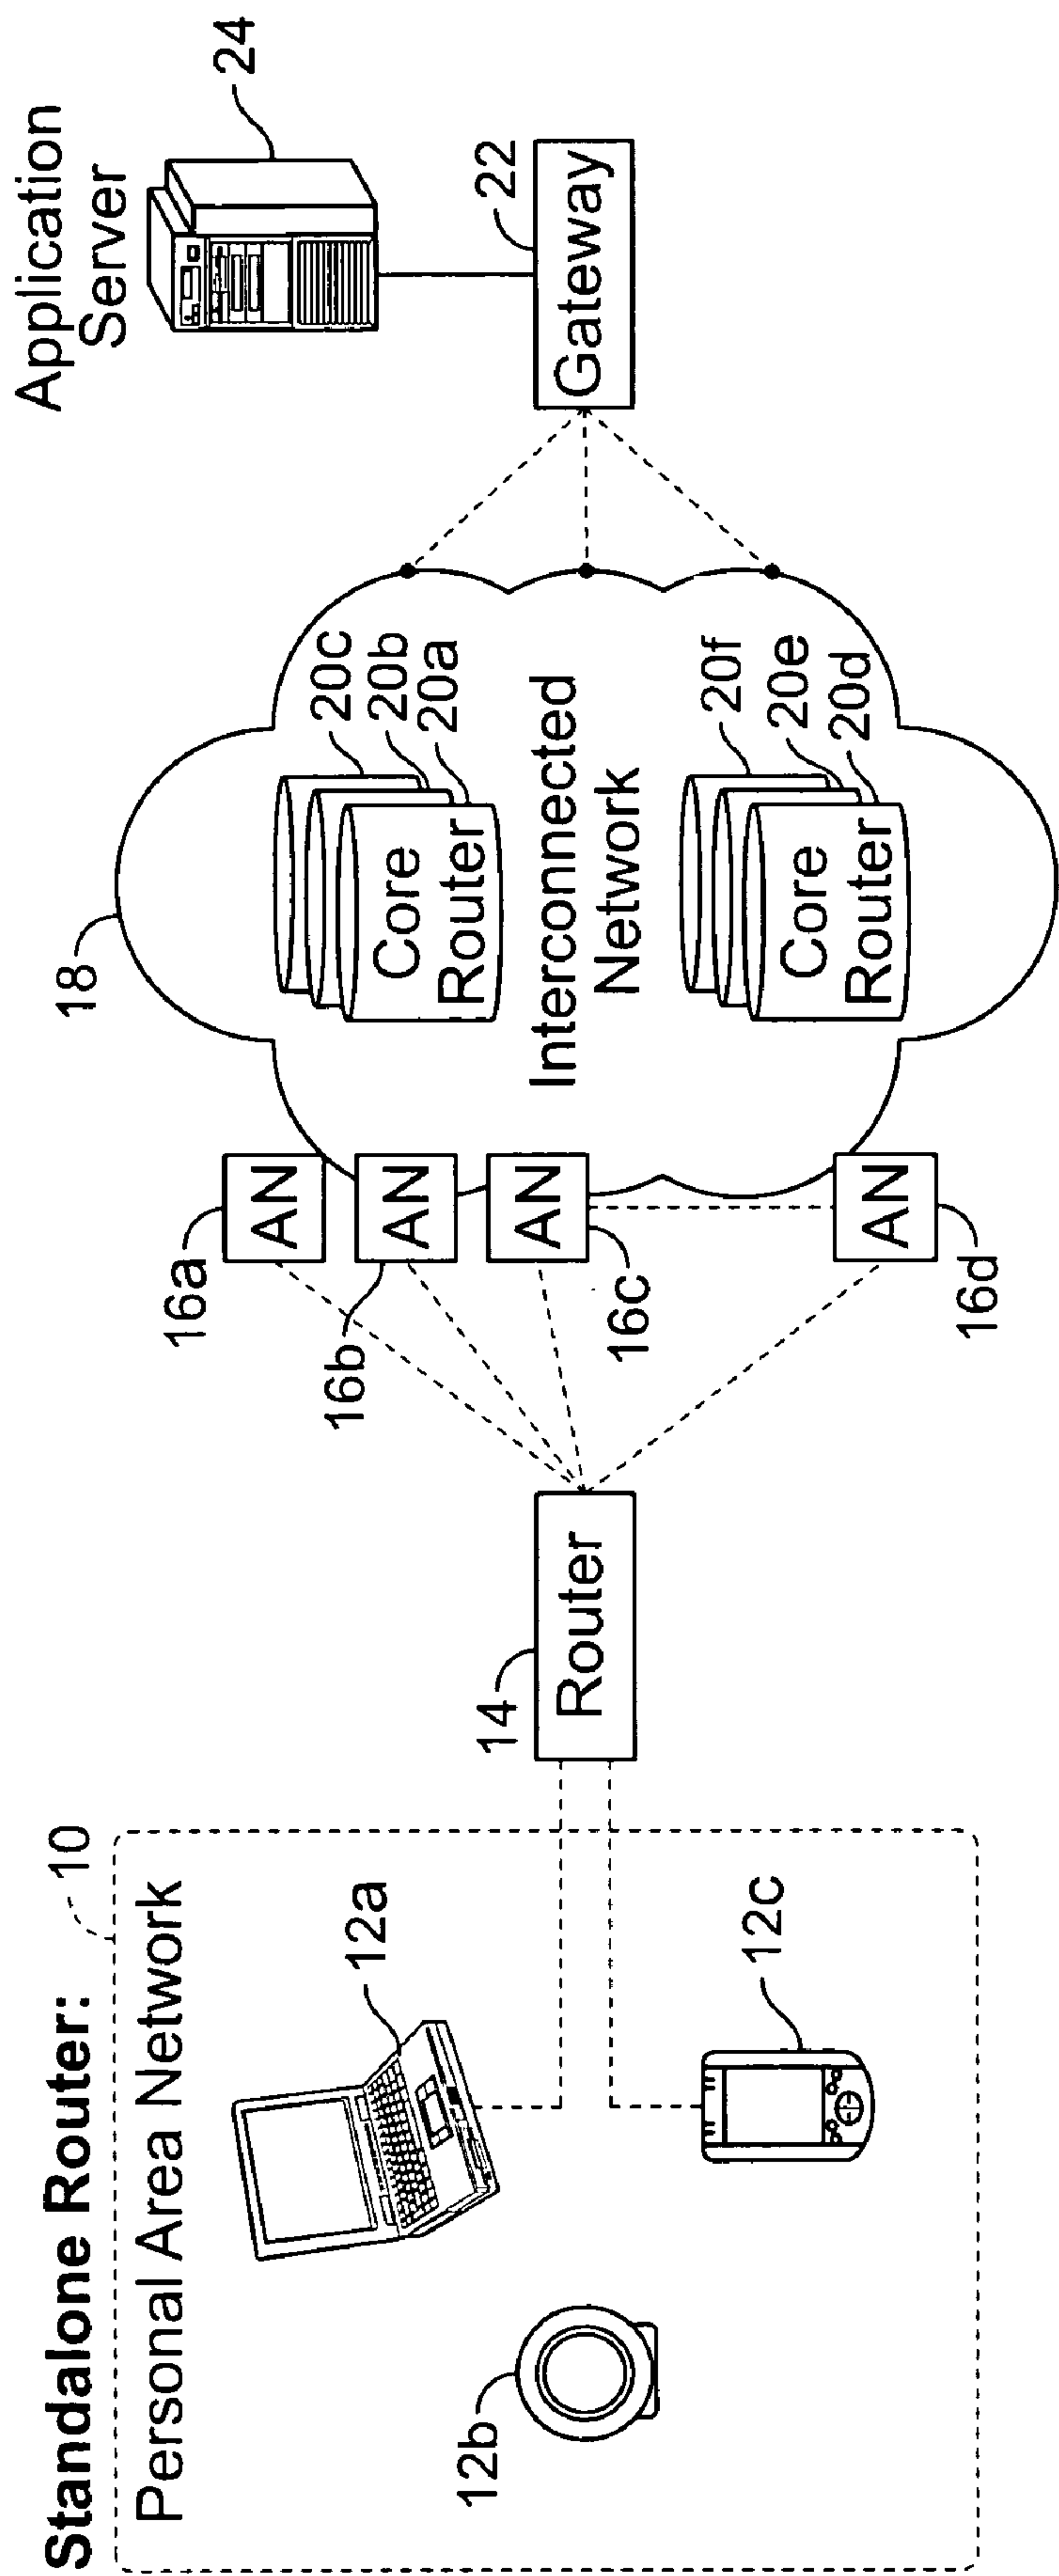 Standalone Router:
10
Personal Area Network
12a
12b
12c
14
Router
16a
AN
16b
AN
AN
16c
AN
16d
18
20c
20b
20a
Core
Router
Interconnected
Network
20f
20e
20d
Core
Router
22
Gateway
Application
Server
24